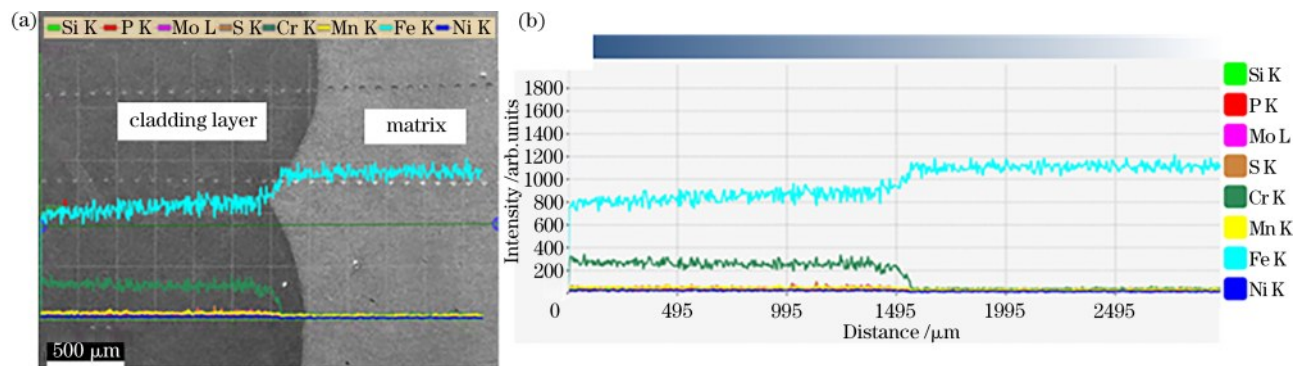 (a)
Si K P K Mo L S K Cr K Mn K Fe K Ni K
cladding layer
matrix
500 μm
(b)
Intensity /arb.units
1800
1600
1400
1200
1000
800
600
400
200
0 495 995 1495 1995 2495
Distance /μm
Si K
P K
Mo L
S K
Cr K
Mn K
Fe K
Ni K